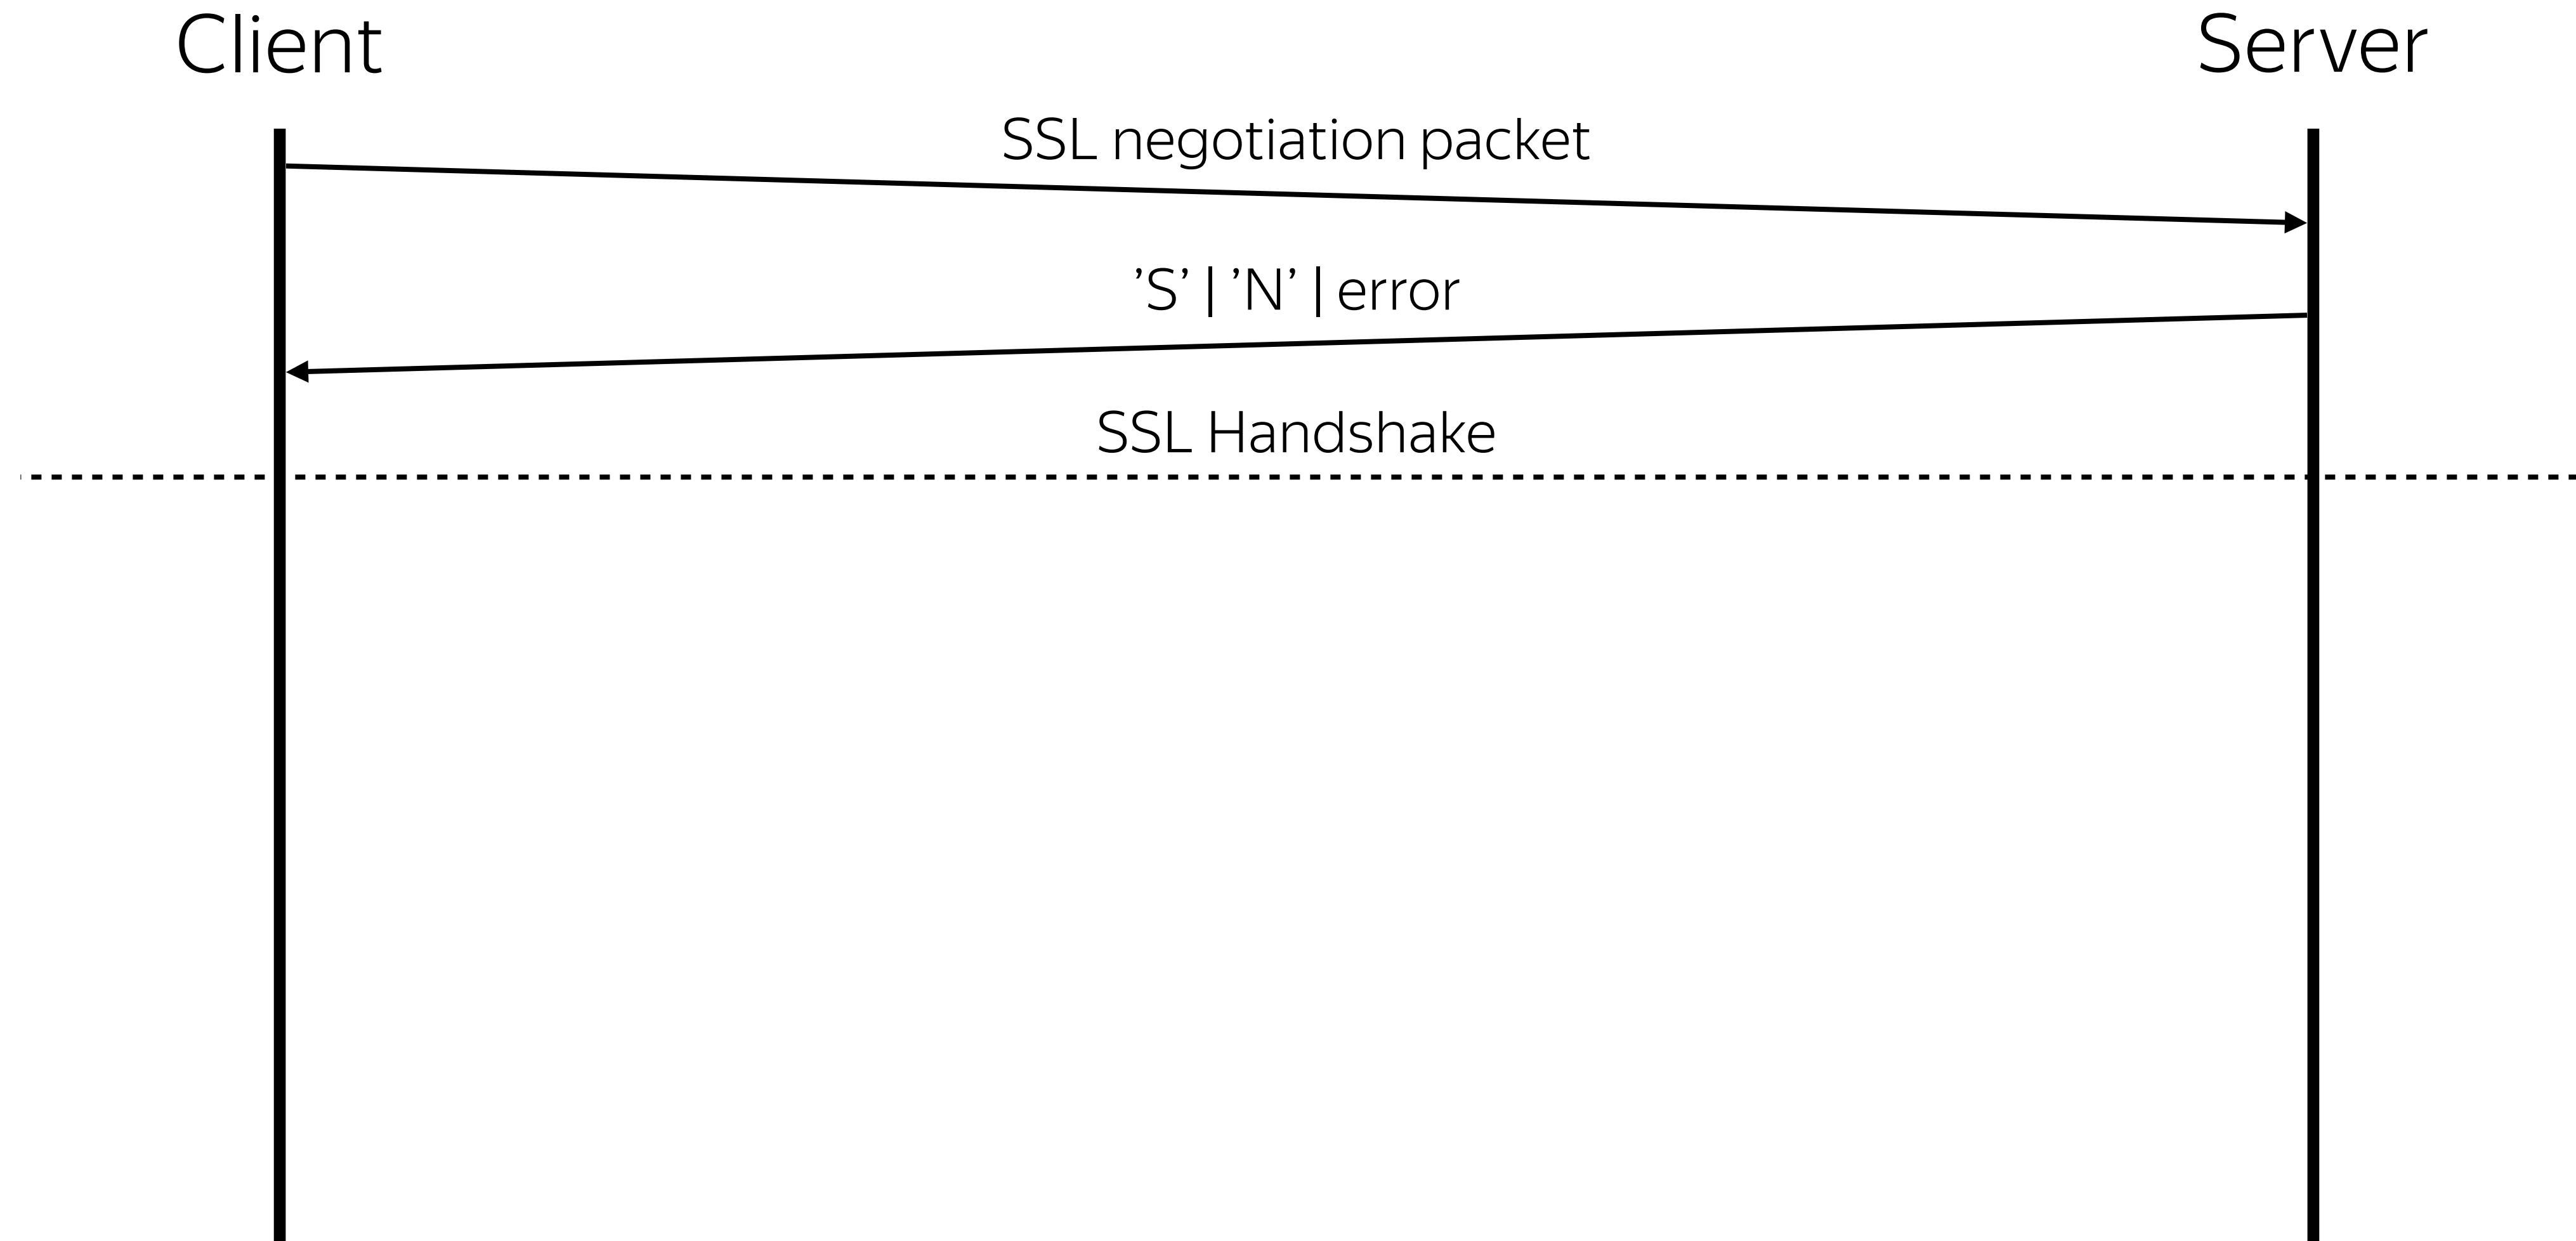 Client
Server
SSL negotiation packet
’S’ | ’N’ | error
SSL Handshake